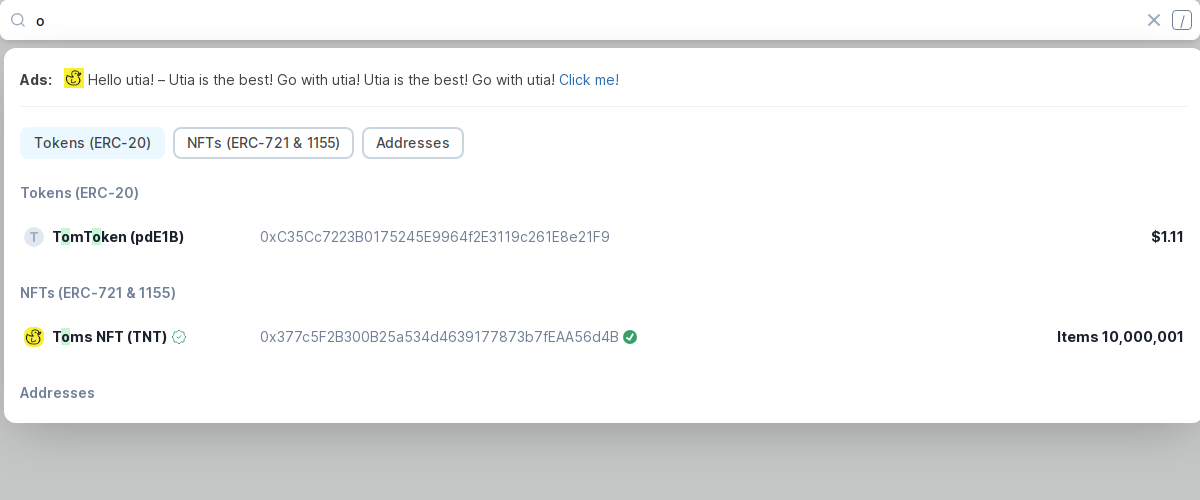 o /
Ads: Hello utia! – Utia is the best! Go with utia! Utia is the best! Go with utia! Click me!
Tokens (ERC-20) NFTs (ERC-721 & 1155) Addresses
Tokens (ERC-20)
T TomToken (pdE1B) 0xC35Cc7223B0175245E9964f2E3119c261E8e21F9 $1.11
NFTs (ERC-721 & 1155)
Toms NFT (TNT) 0x377c5F2B300B25a534d4639177873b7fEAA56d4B Items 10,000,001
Addresses